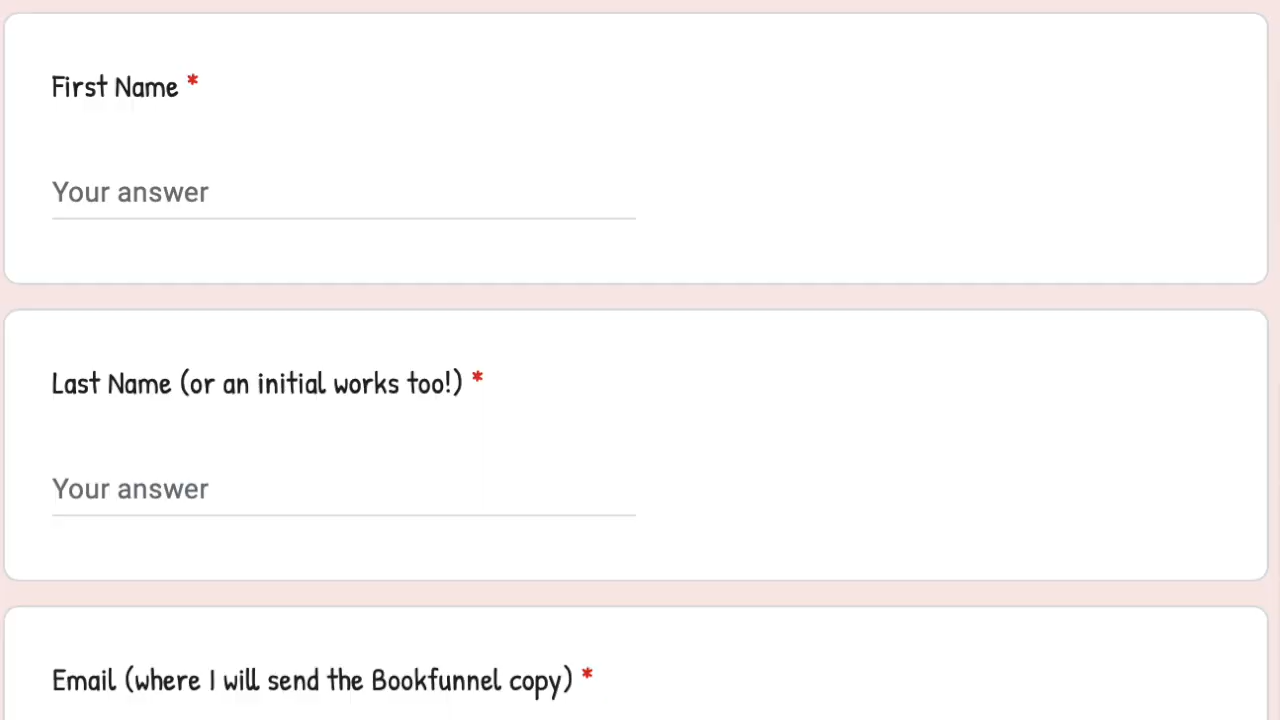 First Name *
Your answer
Last Name (or an initial works too!) *
Your answer
Email (where I will send the Bookfunnel copy) *